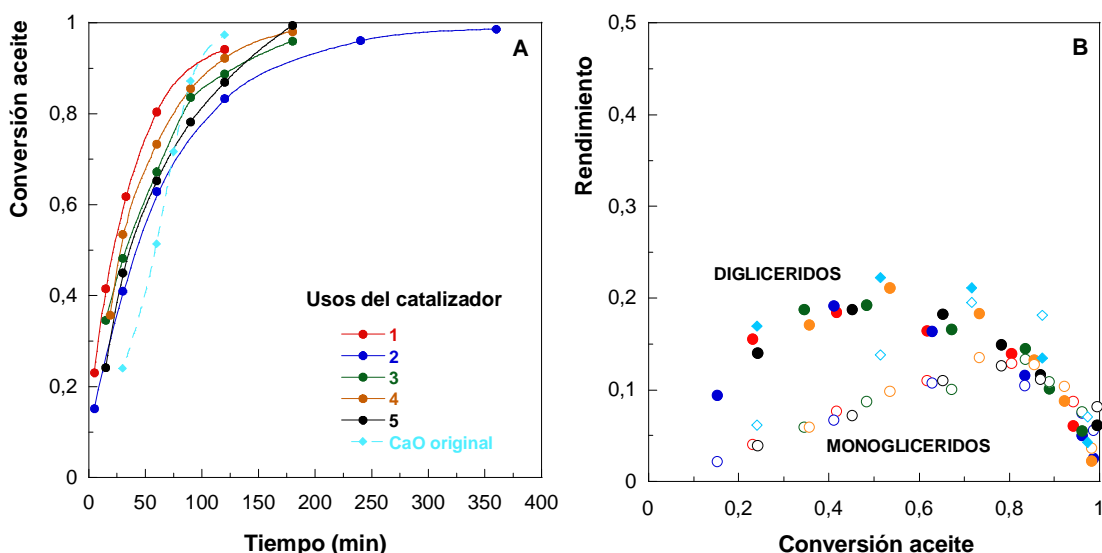 A
Conversión aceite
1
0,8
0,6
0,4
0,2
0
0 50 100 150 200 250 300 350 400
Tiempo (min)
Usos del catalizador
1
2
3
4
5
CaO original
B
Rendimiento
0,5
0,4
0,3
0,2
0,1
0
DIGLICERIDOS
MONOGLICERIDOS
0 0,2 0,4 0,6 0,8 1
Conversión aceite